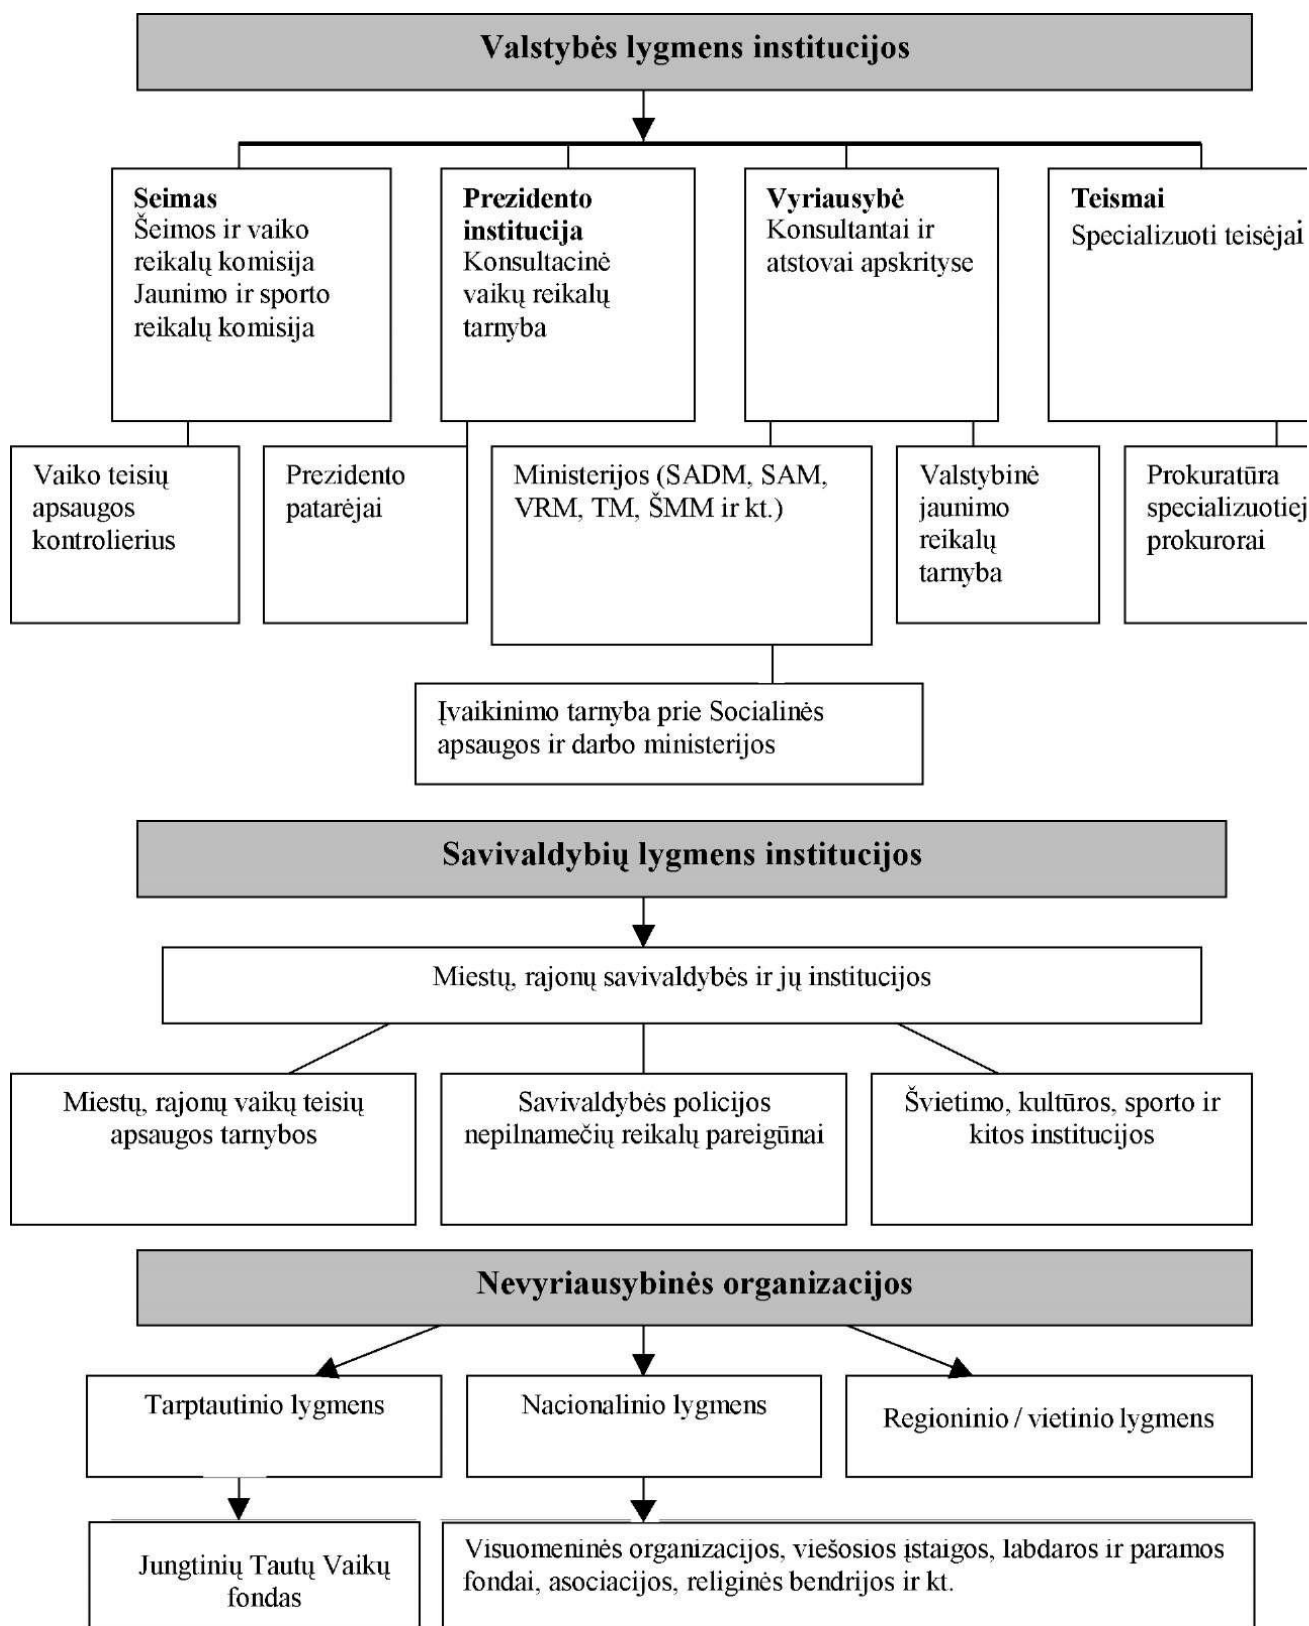 Valstybės lygmens institucijos
Seimas
Šeimos ir vaiko
reikalų komisija
Jaunimo ir sporto
reikalų komisija
Prezidento
institucija
Konsultacinė
vaikų reikalų
tarnyba
Vyriausybė
Konsultantai ir
atstovai apskrityse
Teismai
Specializuoti teisėjai
Vaiko teisių
apsaugos
kontrolierius
Prezidento
patarėjai
Ministerijos (SADM, SAM,
VRM, TM, ŠMM ir kt.)
Valstybinė
jaunimo
reikalų
tarnyba
Prokuratūra
specializuotiej
prokurorai
Įvaikinimo tarnyba prie Socialinės
apsaugos ir darbo ministerijos
Savivaldybių lygmens institucijos
Miestų, rajonų savivaldybės ir jų institucijos
Miestų, rajonų vaikų teisių
apsaugos tarnybos
Savivaldybės policijos
nepilnamečių reikalų pareigūnai
Švietimo, kultūros, sporto ir
kitos institucijos
Nevyriausybinės organizacijos
Tarptautinio lygmens
Nacionalinio lygmens
Regioninio / vietinio lygmens
Jungtinių Tautų Vaikų
fondas
Visuomeninės organizacijos, viešosios įstaigos, labdaros ir paramos
fondai, asociacijos, religinės bendrijos ir kt.